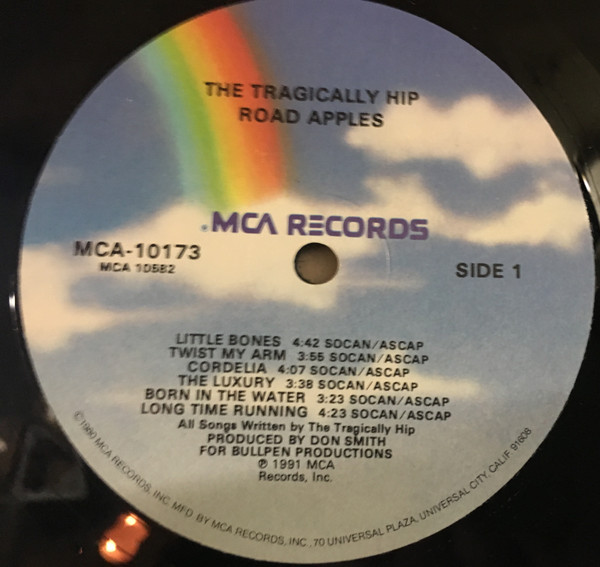 THE TRAGICALLY HIP
ROAD APPLES
MCA RECORDS
MCA-10173
MCA 10582
SIDE 1
LITTLE BONES 4:42 SOCAN/ASCAP
TWIST MY ARM 3:55 SOCAN/ASCAP
CORDELIA 4:07 SOCAN/ASCAP
THE LUXURY 3:38 SOCAN/ASCAP
BORN IN THE WATER 3:23 SOCAN/ASCAP
LONG TIME RUNNING 4:23 SOCAN/ASCAP
All Songs Written by The Tragically Hip
PRODUCED BY DON SMITH
FOR BULLPEN PRODUCTIONS
℗ 1991 MCA
Records, Inc.
©1980 MCA RECORDS, INC. MFD. BY MCA RECORDS, INC., 70 UNIVERSAL PLAZA, UNIVERSAL CITY, CALIF. 91608